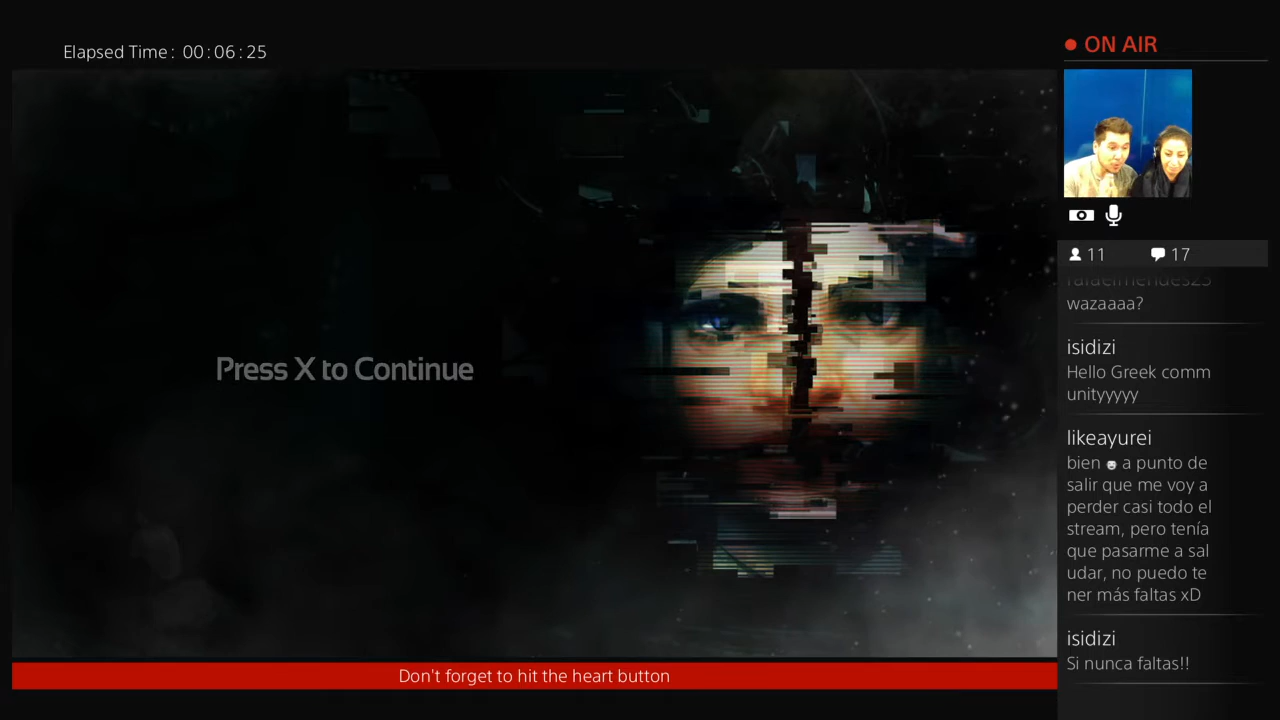 Elapsed Time: 00:06:25
ON AIR
11 17
rafaelmendes23
wazaaaa?
isidizi
Hello Greek comm
unityyyyy
likeayurei
bien a punto de
salir que me voy a
perder casi todo el
stream, pero tenía
que pasarme a sal
udar, no puedo te
ner más faltas xD
isidizi
Si nunca faltas!!
Press X to Continue
Don't forget to hit the heart button